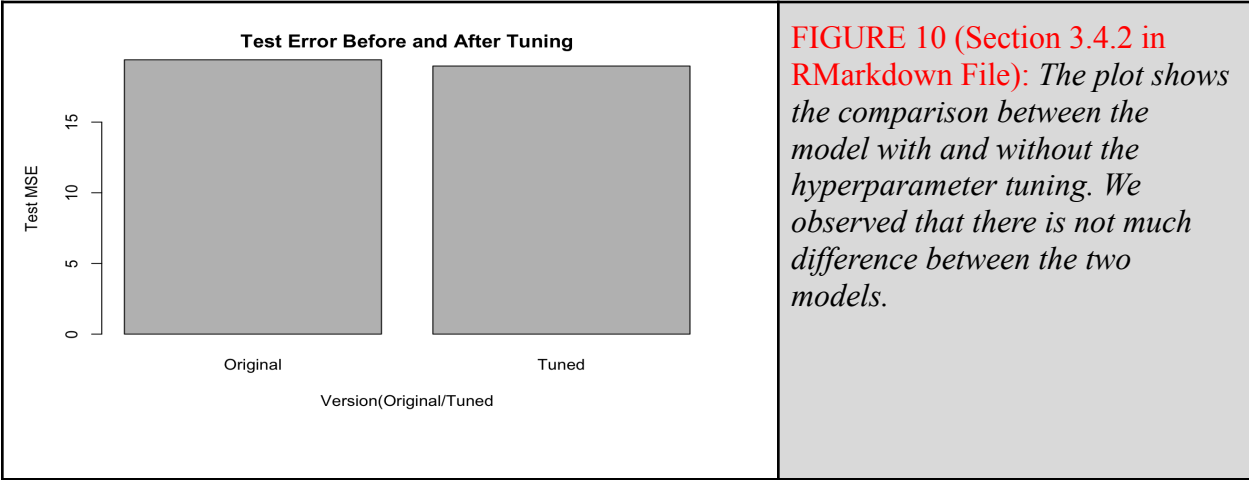 Test Error Before and After Tuning
Test MSE
15
10
5
0
Original Tuned
Version(Original/Tuned
FIGURE 10 (Section 3.4.2 in
RMarkdown File): The plot shows
the comparison between the
model with and without the
hyperparameter tuning. We
observed that there is not much
difference between the two
models.